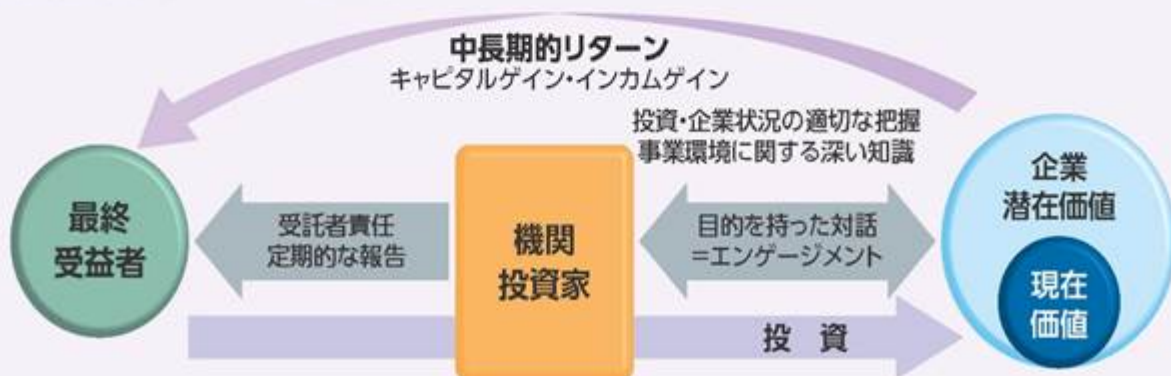 中長期的リターン
キャピタルゲイン・インカムゲイン
投資・企業状況の適切な把握
事業環境に関する深い知識
最終
受益者
受託者責任
定期的な報告
機関
投資家
目的を持った対話
=エンゲージメント
企業
潜在価値
現在
価値
投 資